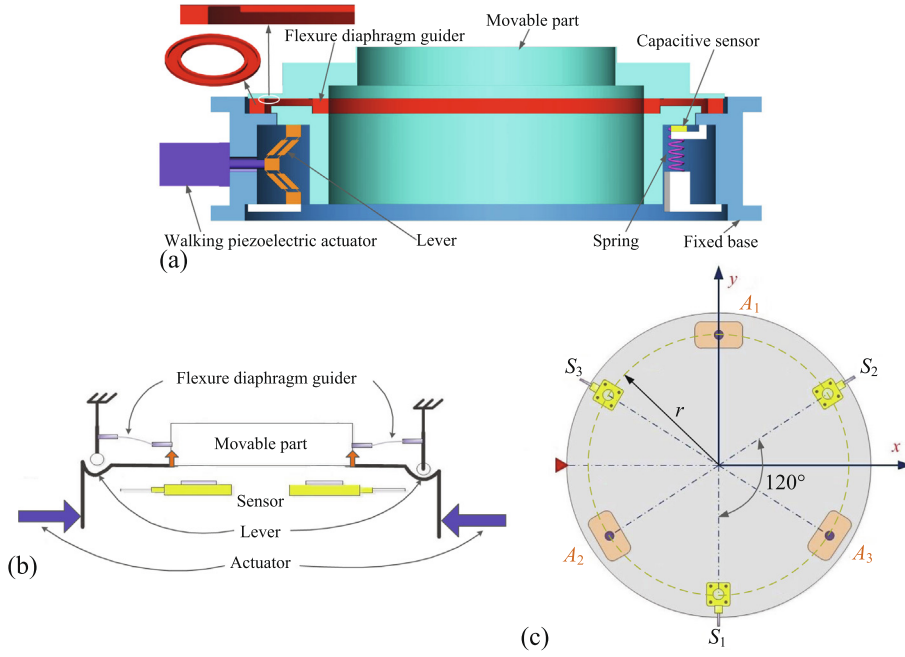 Movable part
Flexure diaphragm guider
Capacitive sensor
Walking piezoelectric actuator
Lever
Spring
Fixed base
(a)
Flexure diaphragm guider
Movable part
Sensor
Lever
Actuator
(b)
y
A₁
S₃
S₂
r
x
120°
A₂
A₃
S₁
(c)